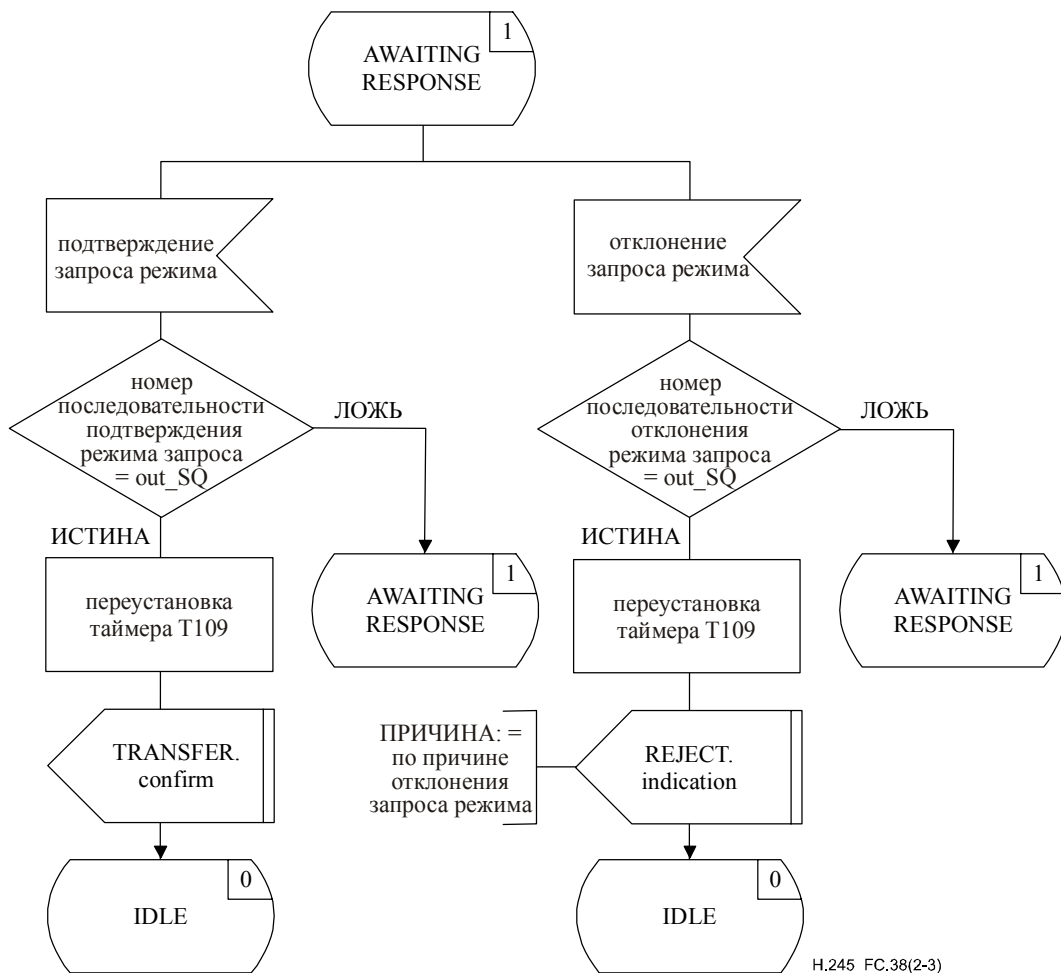 1
AWAITING
RESPONSE
подтверждение
запроса режима
отклонение
запроса режима
номер
последовательности
подтверждения
режима запроса
= out_SQ
ЛОЖЬ
номер
последовательности
отклонения
режима запроса
= out_SQ
ЛОЖЬ
ИСТИНА
ИСТИНА
переустановка
таймера T109
1
AWAITING
RESPONSE
переустановка
таймера T109
1
AWAITING
RESPONSE
TRANSFER.
confirm
ПРИЧИНА: =
по причине
отклонения
запроса режима
REJECT.
indication
0
IDLE
0
IDLE
H.245_FC.38(2-3)